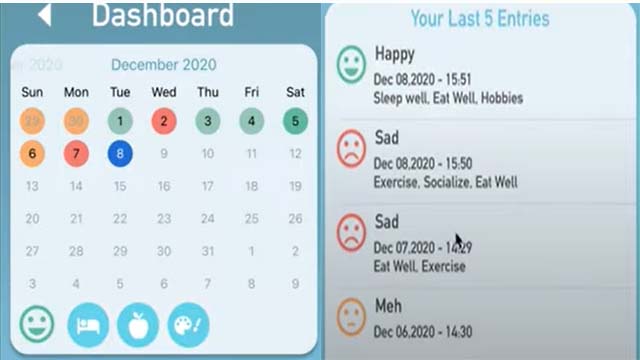 Dashboard
December 2020
Sun Mon Tue Wed Thu Fri Sat
29 30 1 2 3 4 5
6 7 8 9 10 11 12
13 14 15 16 17 18 19
20 21 22 23 24 25 26
27 28 29 30 31 1 2
3 4 5 6 7 8 9
Your Last 5 Entries
Happy
Dec 08,2020 - 15:51
Sleep well, Eat Well, Hobbies
Sad
Dec 08,2020 - 15:50
Exercise, Socialize, Eat Well
Sad
Dec 07,2020 - 14:29
Eat Well, Exercise
Meh
Dec 06,2020 - 14:30